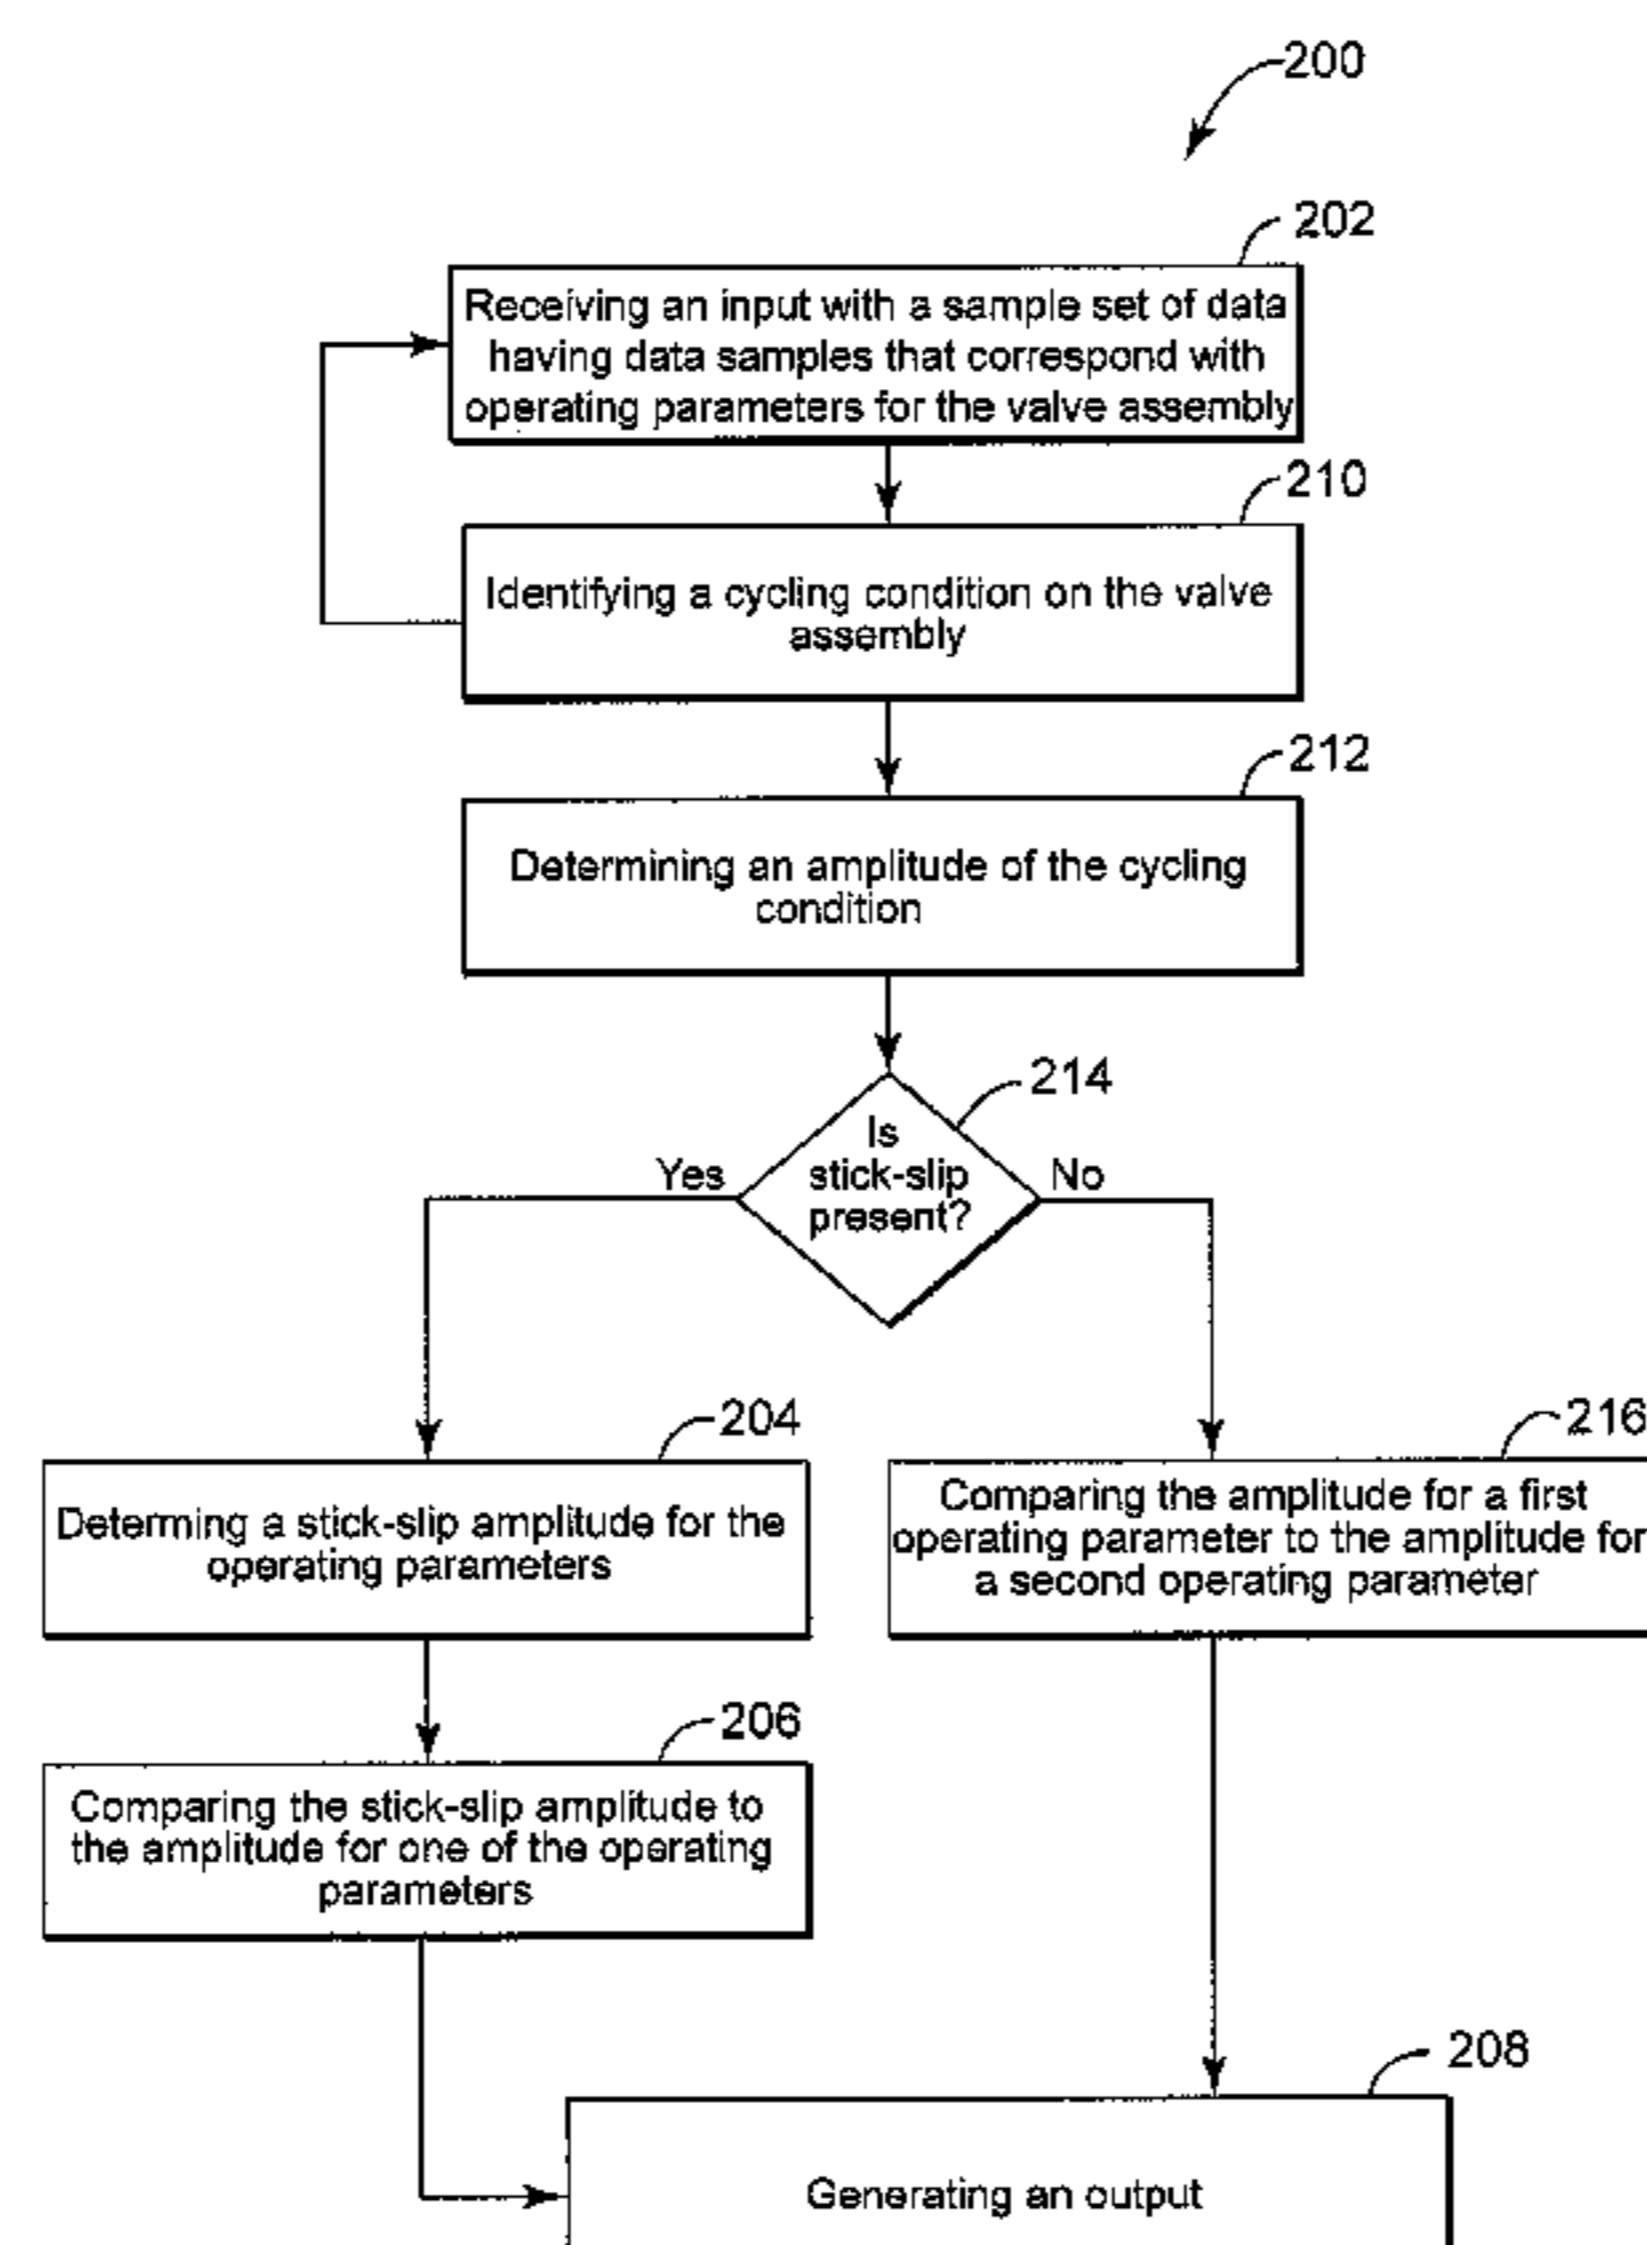 200
202
Receiving an input with a sample set of data
having data samples that correspond with
operating parameters for the valve assembly
210
Identifying a cycling condition on the valve
assembly
212
Determining an amplitude of the cycling
condition
214
Is
stick-slip
present?
Yes
No
204
Determing a stick-slip amplitude for the
operating parameters
216
Comparing the amplitude for a first
operating parameter to the amplitude for
a second operating parameter
206
Comparing the stick-slip amplitude to
the amplitude for one of the operating
parameters
208
Generating an output